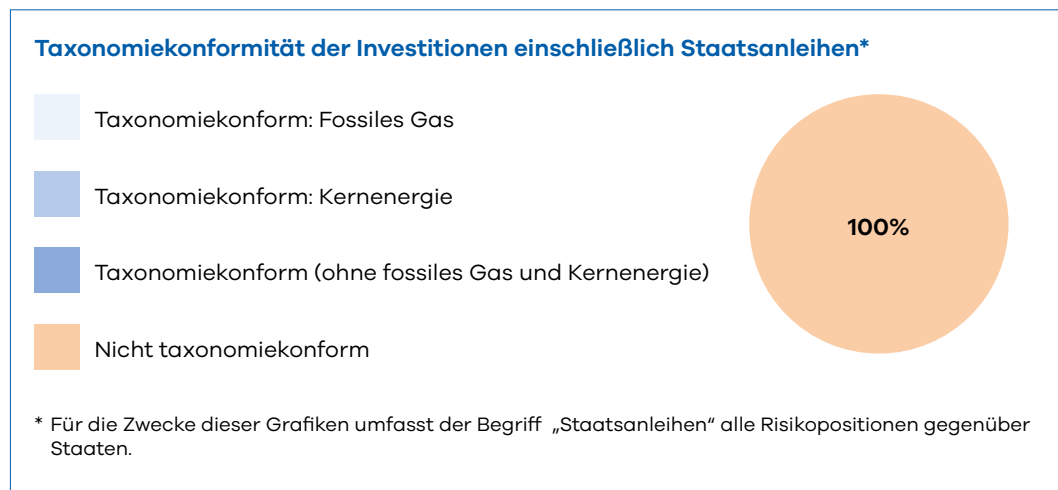 Taxonomiekonformität der Investitionen einschließlich Staatsanleihen*
Taxonomiekonform: Fossiles Gas
Taxonomiekonform: Kernenergie
100%
Taxonomiekonform (ohne fossiles Gas und Kernenergie)
Nicht taxonomiekonform
* Für die Zwecke dieser Grafiken umfasst der Begriff „Staatsanleihen“ alle Risikopositionen gegenüber
Staaten.